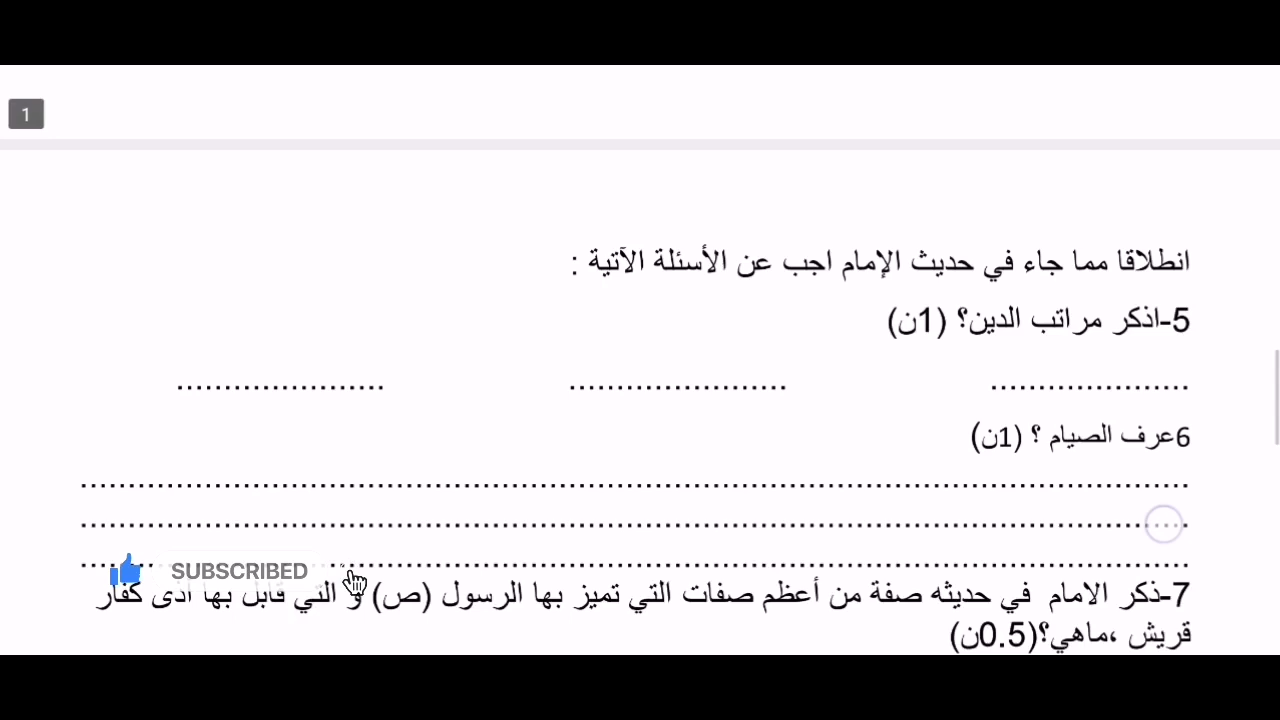 1
انطلاقا مما جاء في حديث الإمام اجب عن الأسئلة الآتية :
5-اذكر مراتب الدين؟ (1ن)
..................... ....................... ......................
6عرف الصيام ؟ (1ن)
....................................................................................................................
....................................................................................................................
....................................................................................................................
SUBSCRIBED
7-ذكر الامام في حديثه صفة من أعظم صفات التي تميز بها الرسول (ص) و التي قابل بها اذى كفار
قريش ،ماهي؟(0.5ن)